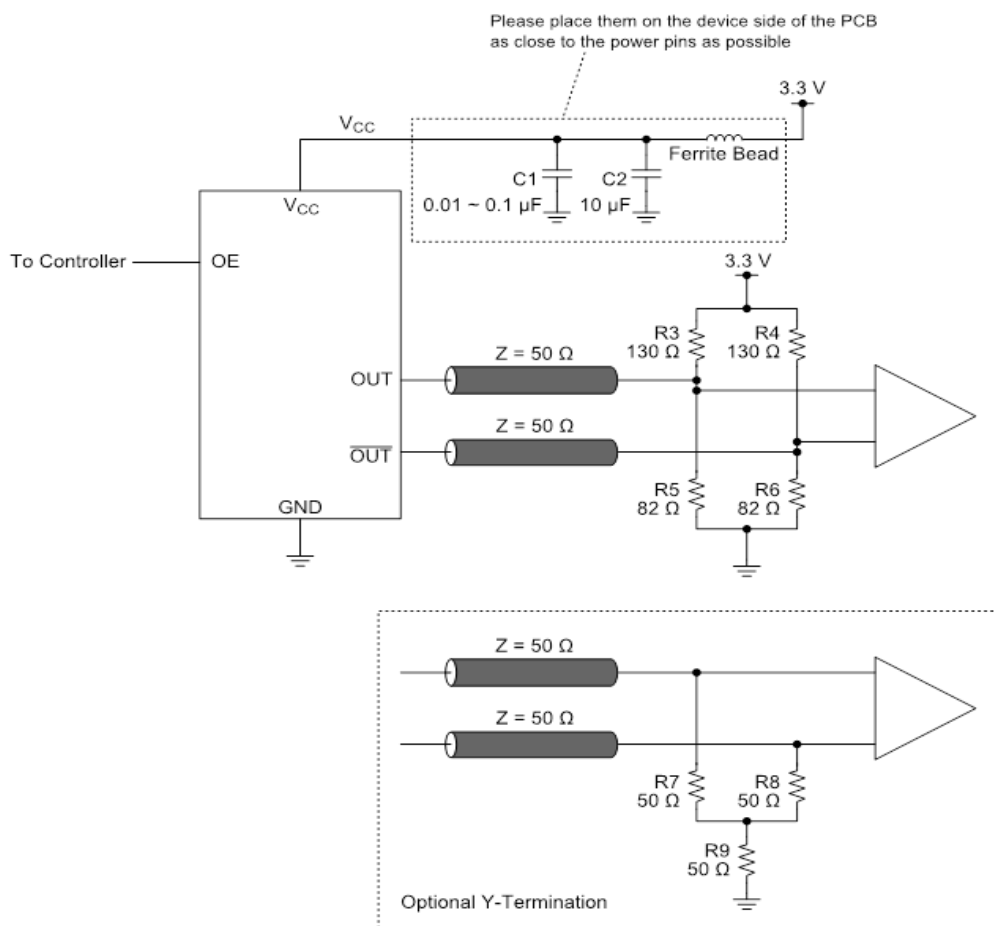 Please place them on the device side of the PCB
as close to the power pins as possible
3.3 V
VCC
Ferrite Bead
C1
C2
0.01 ~ 0.1 µF
10 µF
VCC
To Controller
OE
3.3 V
R3
130 Ω
R4
130 Ω
Z = 50 Ω
OUT
Z = 50 Ω
OUT
R5
82 Ω
R6
82 Ω
GND
Z = 50 Ω
Z = 50 Ω
R7
50 Ω
R8
50 Ω
R9
50 Ω
Optional Y-Termination